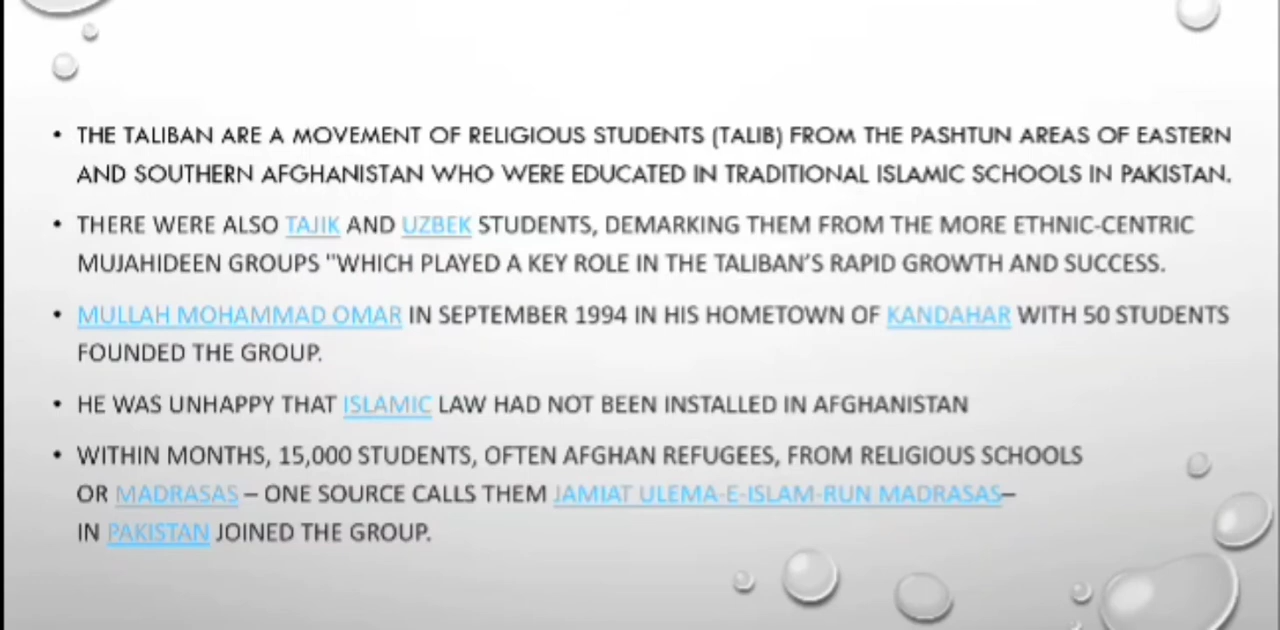 • THE TALIBAN ARE A MOVEMENT OF RELIGIOUS STUDENTS (TALIB) FROM THE PASHTUN AREAS OF EASTERN
AND SOUTHERN AFGHANISTAN WHO WERE EDUCATED IN TRADITIONAL ISLAMIC SCHOOLS IN PAKISTAN.
• THERE WERE ALSO TAJIK AND UZBEK STUDENTS, DEMARKING THEM FROM THE MORE ETHNIC-CENTRIC
MUJAHIDEEN GROUPS "WHICH PLAYED A KEY ROLE IN THE TALIBAN'S RAPID GROWTH AND SUCCESS.
• MULLAH MOHAMMAD OMAR IN SEPTEMBER 1994 IN HIS HOMETOWN OF KANDAHAR WITH 50 STUDENTS
FOUNDED THE GROUP.
• HE WAS UNHAPPY THAT ISLAMIC LAW HAD NOT BEEN INSTALLED IN AFGHANISTAN
• WITHIN MONTHS, 15,000 STUDENTS, OFTEN AFGHAN REFUGEES, FROM RELIGIOUS SCHOOLS
OR MADRASAS – ONE SOURCE CALLS THEM JAMIAT ULEMA-E-ISLAM-RUN MADRASAS–
IN PAKISTAN JOINED THE GROUP.